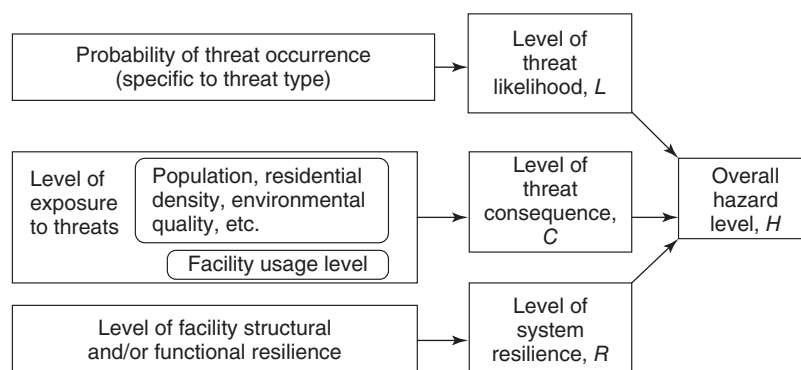 Probability of threat occurrence
(specific to threat type)
Level of
threat
likelihood, L
Level of
exposure
to threats
Population, residential
density, environmental
quality, etc.
Facility usage level
Level of
threat
consequence,
C
Overall
hazard
level, H
Level of facility structural
and/or functional resilience
Level of
system
resilience, R